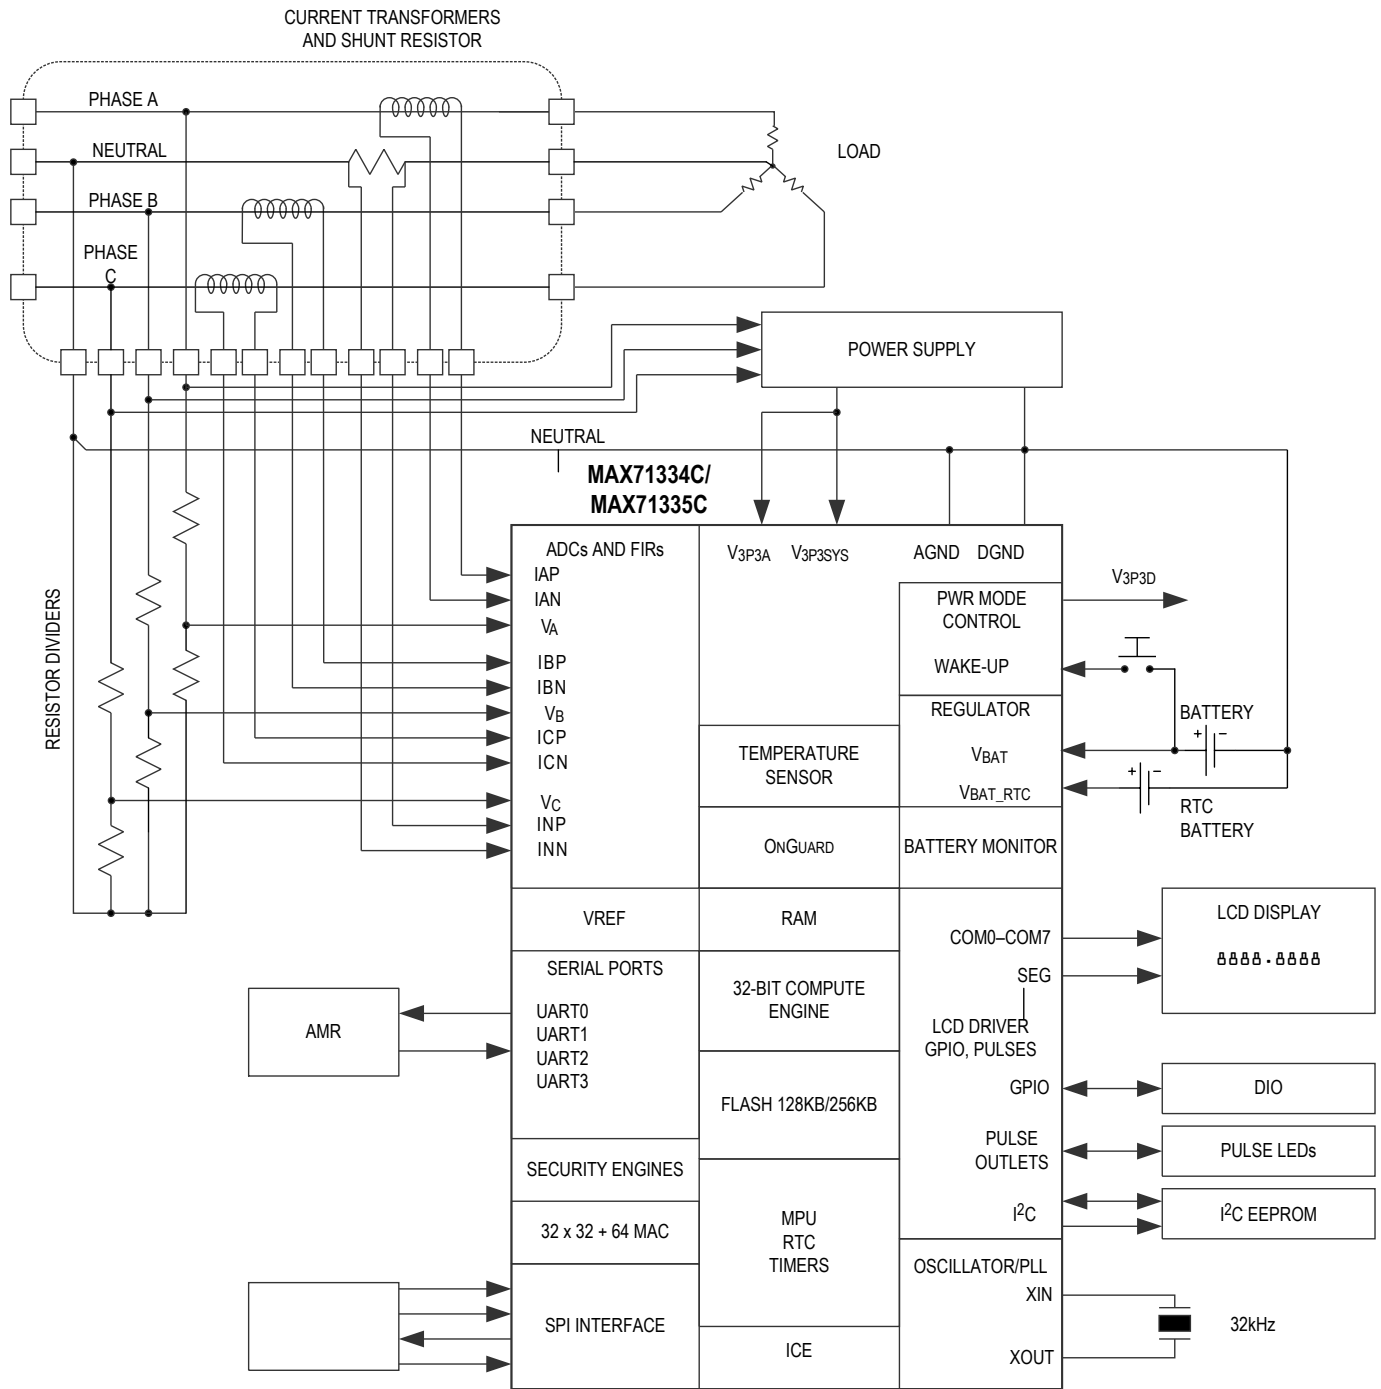 CURRENT TRANSFORMERS
AND SHUNT RESISTOR
PHASE A
NEUTRAL
PHASE B
PHASE
C
LOAD
POWER SUPPLY
NEUTRAL
MAX71334C/
MAX71335C
RESISTOR DIVIDERS
ADCs AND FIRs
IAP
IAN
VA
IBP
IBN
VB
ICP
ICN
VC
INP
INN
V3P3A V3P3SYS AGND DGND
PWR MODE
CONTROL
WAKE-UP
V3P3D
REGULATOR
VBAT
VBAT_RTC
BATTERY
+ −
+ −
RTC
BATTERY
TEMPERATURE
SENSOR
ONGUARD
BATTERY MONITOR
VREF
RAM
COM0–COM7
SEG
LCD DISPLAY
8888.8888
SERIAL PORTS
UART0
UART1
UART2
UART3
AMR
32-BIT COMPUTE
ENGINE
LCD DRIVER
GPIO, PULSES
GPIO
DIO
FLASH 128KB/256KB
PULSE
OUTLETS
PULSE LEDs
I2C
I2C EEPROM
SECURITY ENGINES
32 x 32 + 64 MAC
MPU
RTC
TIMERS
OSCILLATOR/PLL
XIN
XOUT
32kHz
SPI INTERFACE
ICE